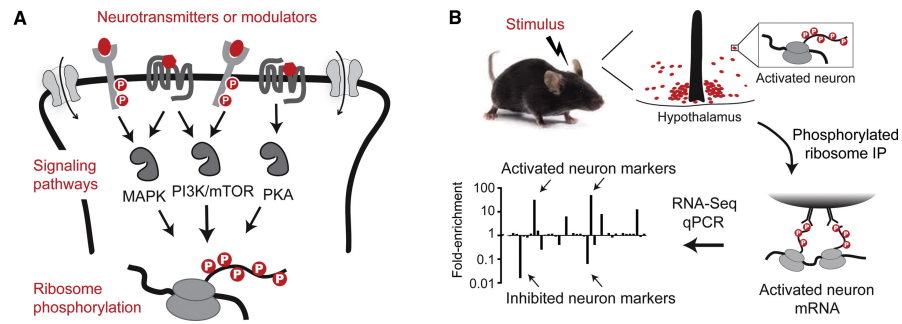 A
Neurotransmitters or modulators
P
P
P
P
Signaling
pathways
MAPK
PI3K/mTOR
PKA
P P P P P
Ribosome
phosphorylation
B
Stimulus
P P P P P
Activated neuron
Hypothalamus
Phosphorylated
ribosome IP
Activated neuron markers
Fold-enrichment
100
10
1
0.1
0.01
Inhibited neuron markers
RNA-Seq
qPCR
P P
P P
P P
Activated neuron
mRNA